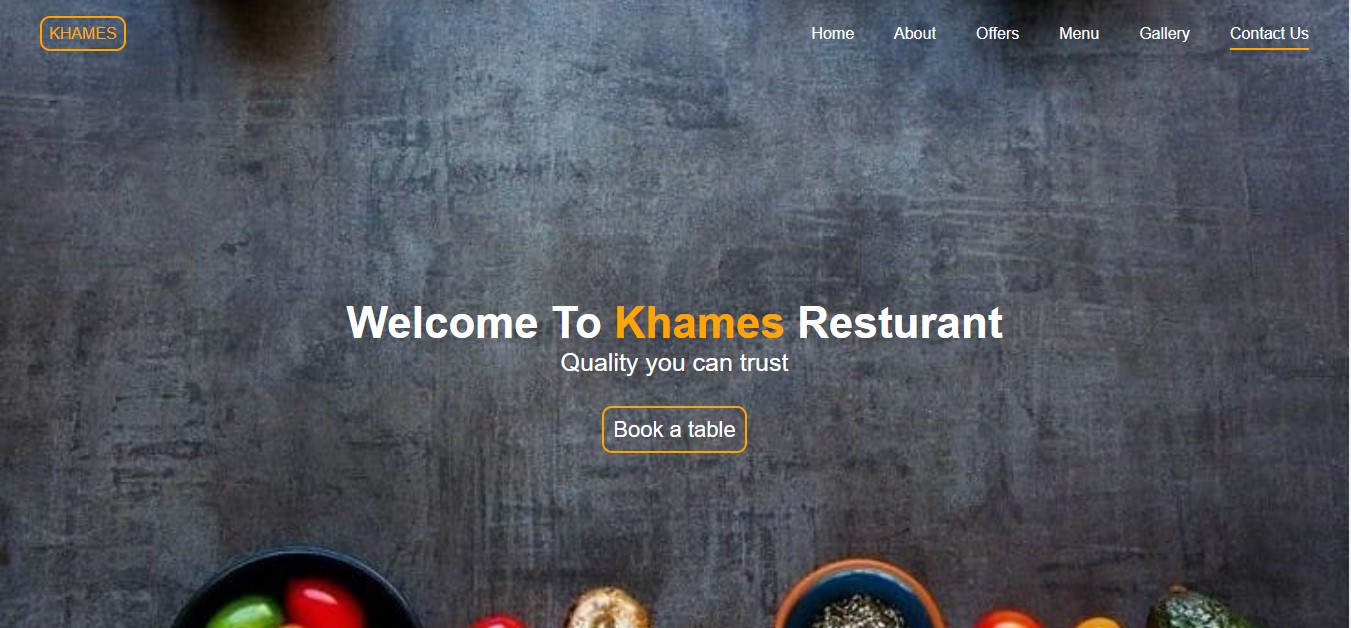 KHAMES
Home About Offers Menu Gallery Contact Us
Welcome To Khames Resturant
Quality you can trust
Book a table